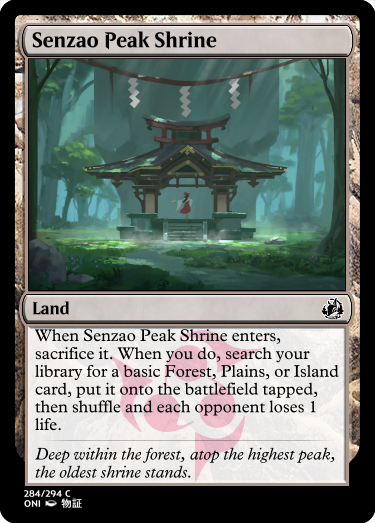 Senzao Peak Shrine
Land
When Senzao Peak Shrine enters,
sacrifice it. When you do, search your
library for a basic Forest, Plains, or Island
card, put it onto the battlefield tapped,
then shuffle and each opponent loses 1
life.
Deep within the forest, atop the highest peak,
the oldest shrine stands.
284/294 C
ONI 物証